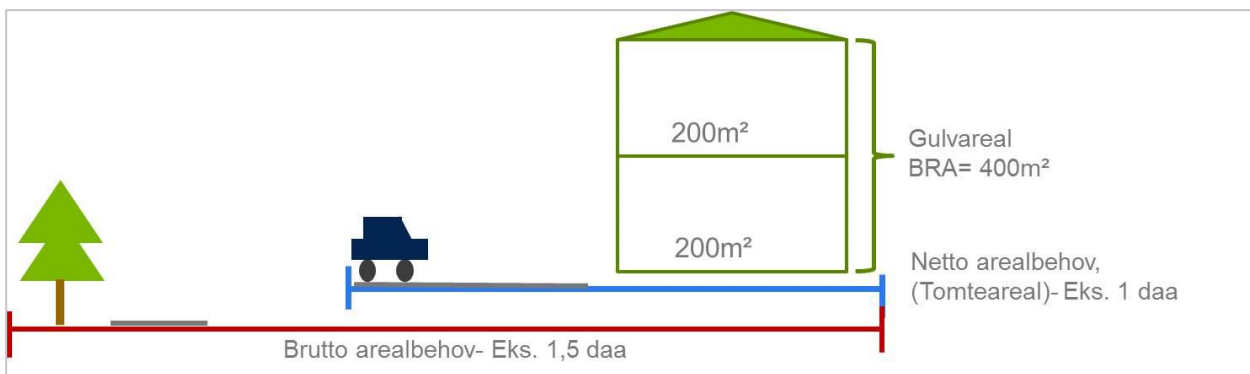 200m²
Gulvareal
BRA= 400m²
200m²
Netto arealbehov,
(Tomteareal)- Eks. 1 daa
Brutto arealbehov- Eks. 1,5 daa